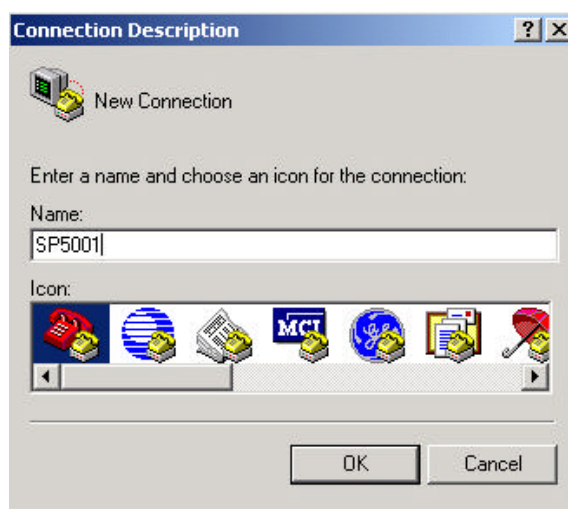 Connection Description
New Connection
Enter a name and choose an icon for the connection:
Name:
SP5001
Icon:
MCI
OK
Cancel